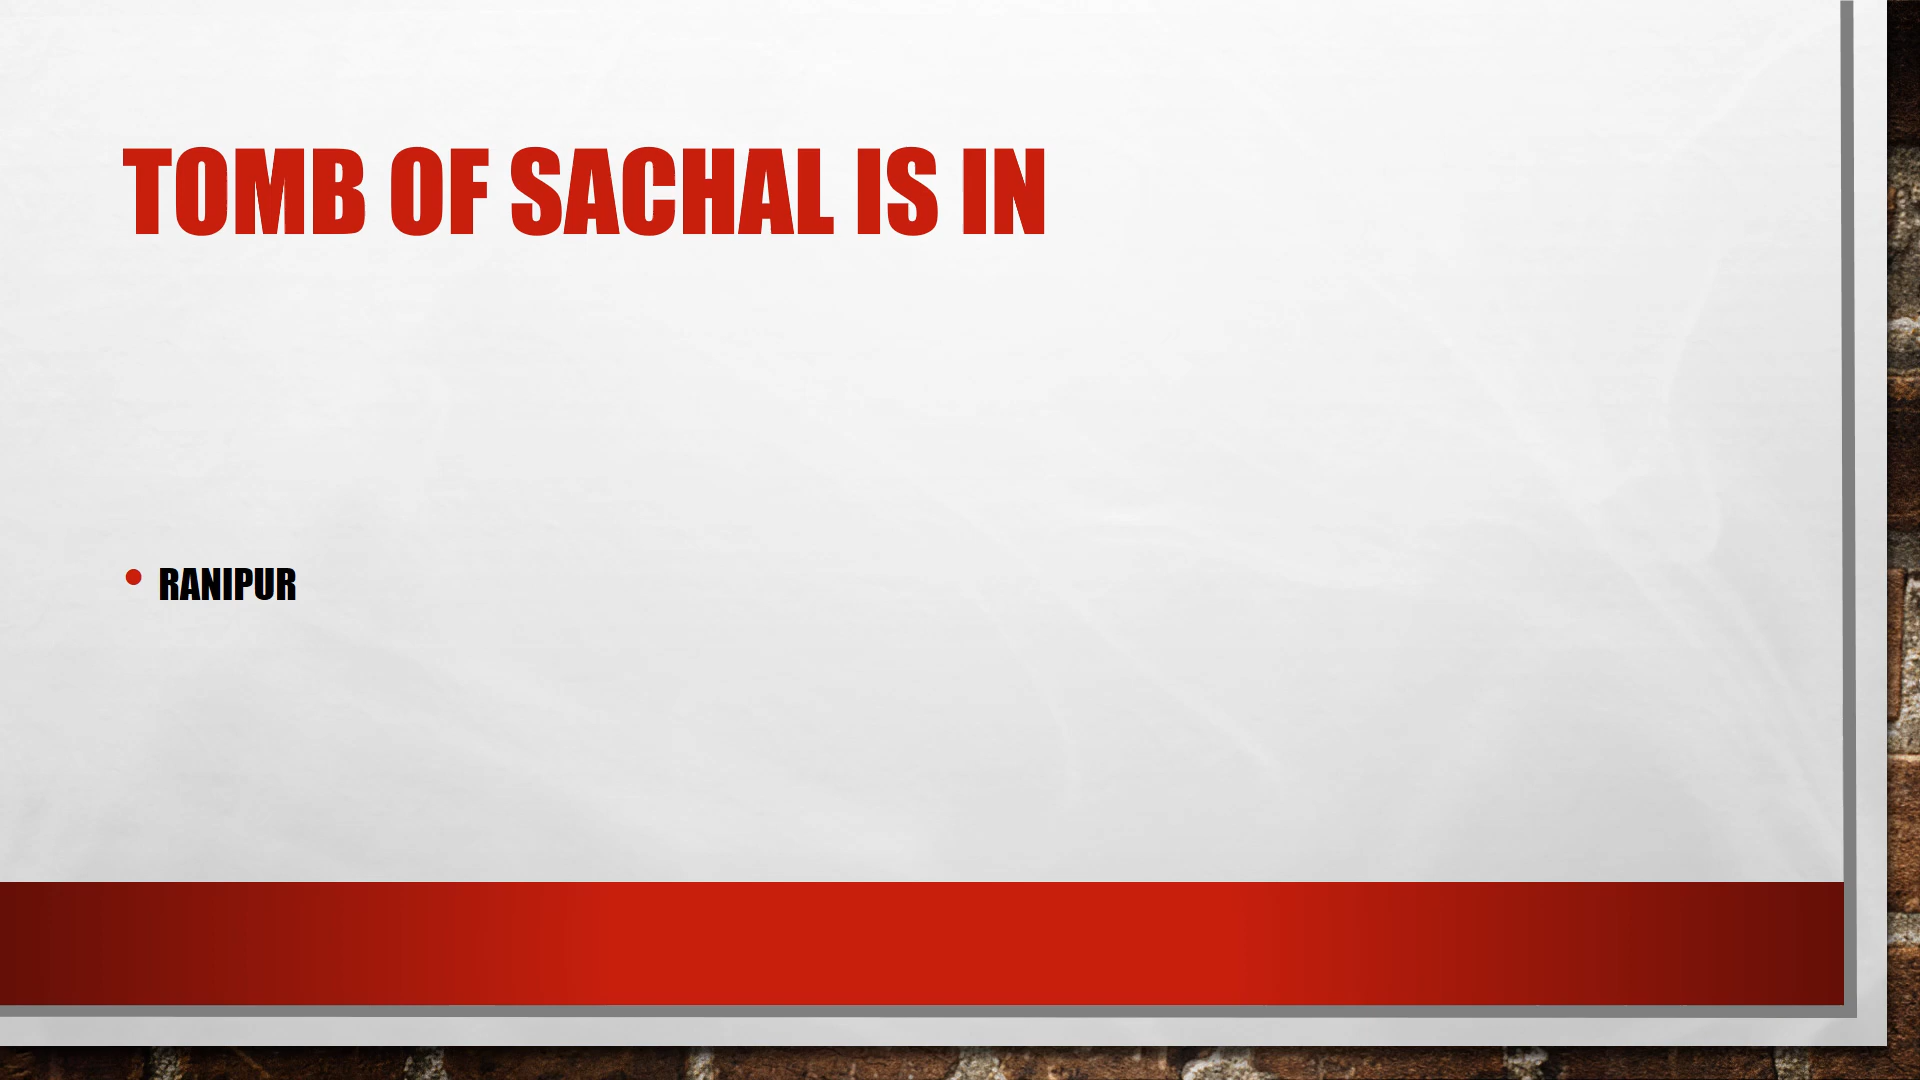 TOMB OF SACHAL IS IN
• RANIPUR